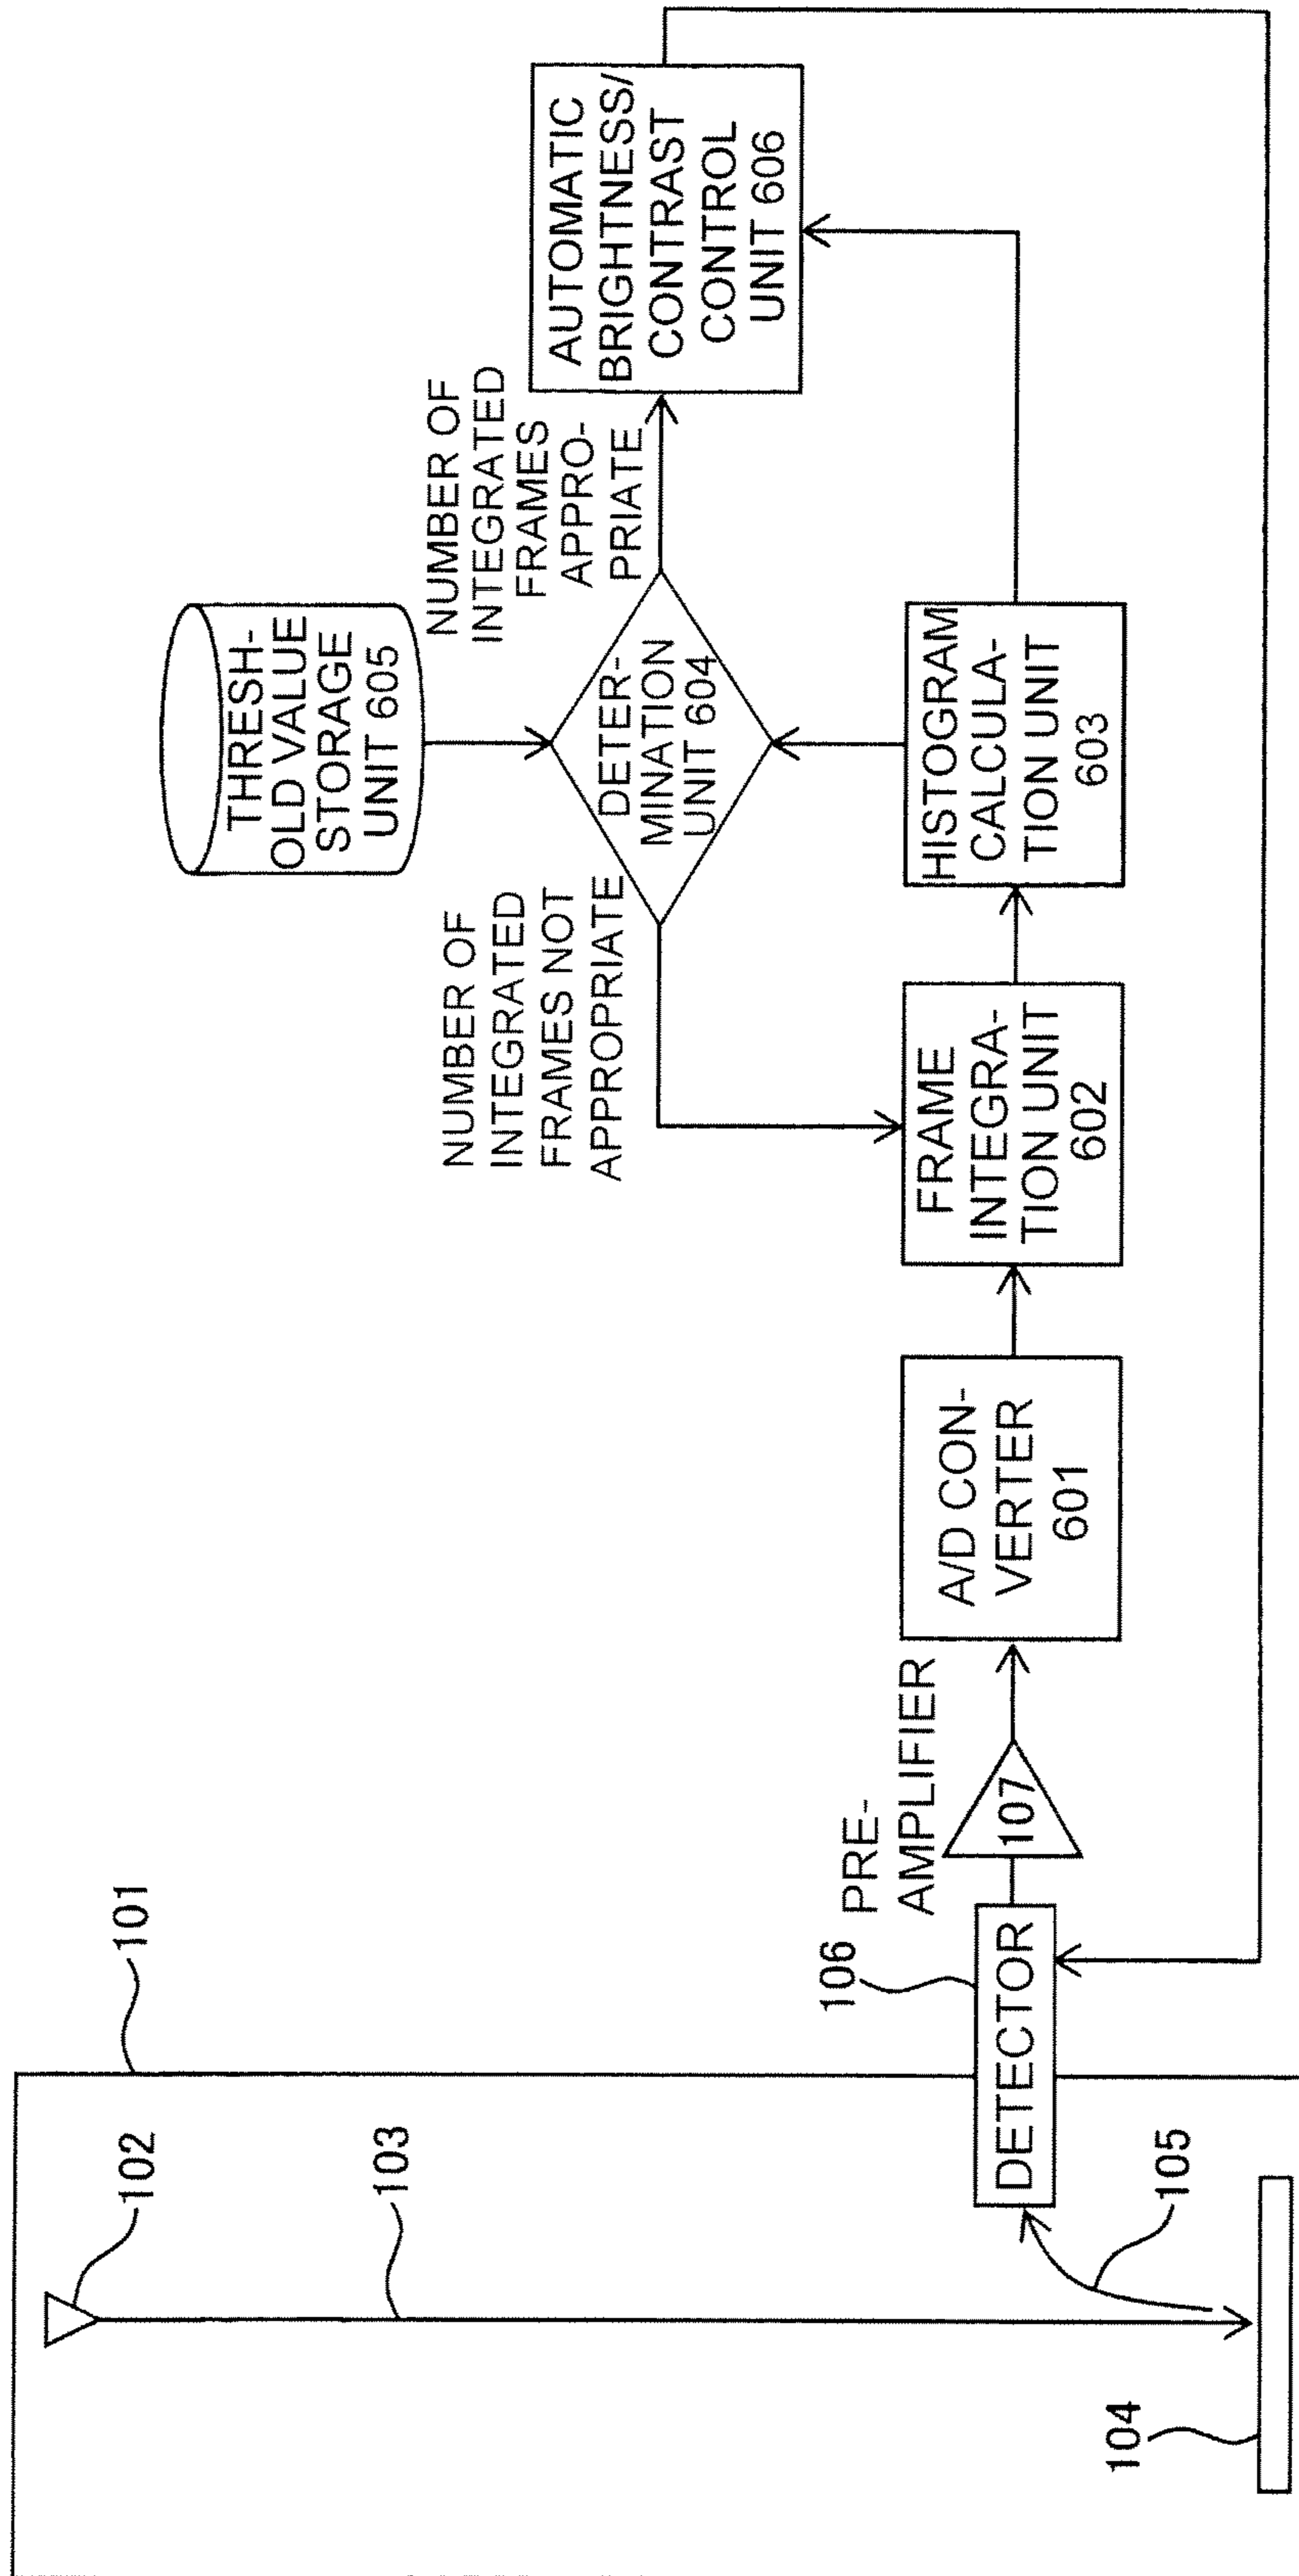 101
102
103
104
105
106
DETECTOR
PRE-
AMPLIFIER
107
A/D CON-
VERTER
601
FRAME
INTEGRA-
TION UNIT
602
HISTOGRAM
CALCULA-
TION UNIT
603
NUMBER OF
INTEGRATED
FRAMES NOT
APPROPRIATE
DETER-
MINATION
UNIT 604
THRESH-
OLD VALUE
STORAGE
UNIT 605
NUMBER OF
INTEGRATED
FRAMES
APPRO-
PRIATE
AUTOMATIC
BRIGHTNESS/
CONTRAST
CONTROL
UNIT 606